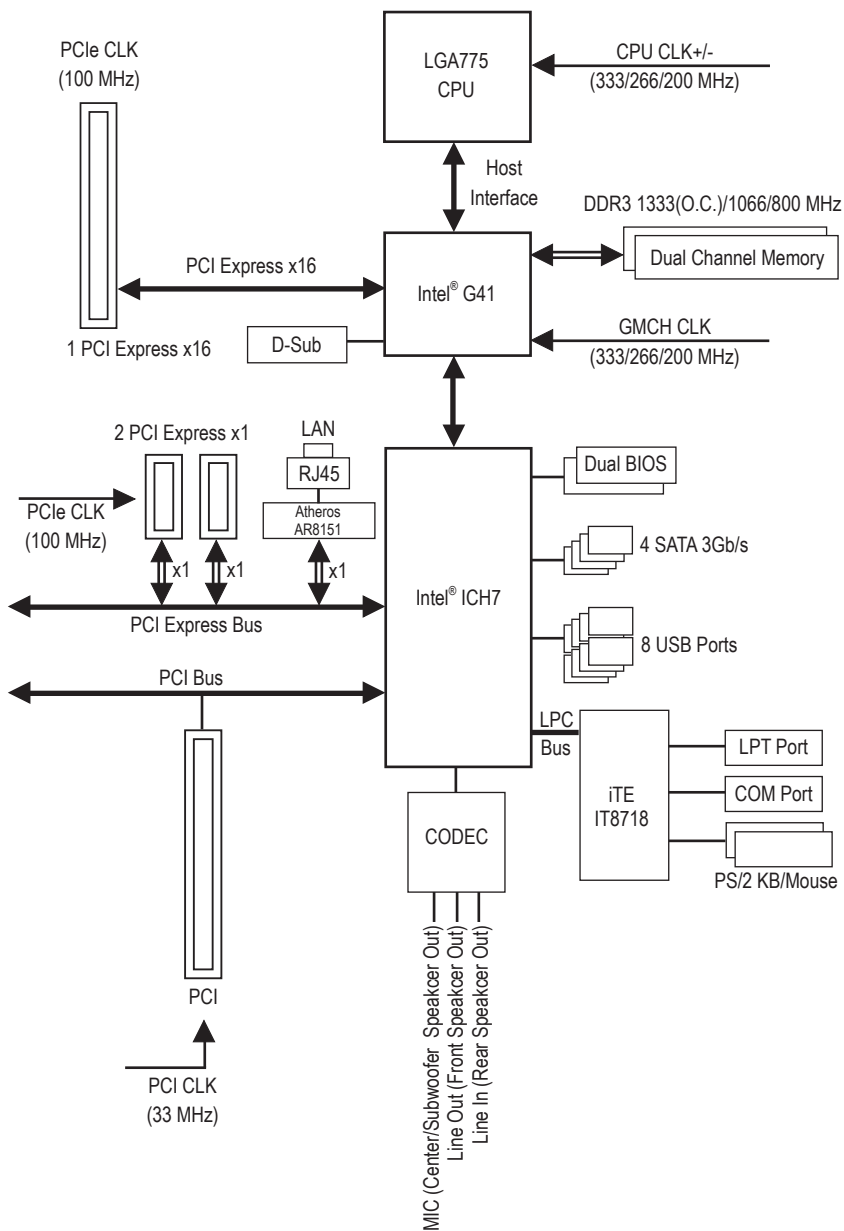 PCIe CLK
(100 MHz)
LGA775
CPU
CPU CLK+/-
(333/266/200 MHz)
Host
Interface
DDR3 1333(O.C.)/1066/800 MHz
Dual Channel Memory
PCI Express x16
Intel® G41
1 PCI Express x16
D-Sub
GMCH CLK
(333/266/200 MHz)
2 PCI Express x1
LAN
RJ45
Atheros
AR8151
PCIe CLK
(100 MHz)
x1
x1
x1
PCI Express Bus
Intel® ICH7
Dual BIOS
4 SATA 3Gb/s
8 USB Ports
PCI Bus
LPC
Bus
iTE
IT8718
LPT Port
COM Port
PS/2 KB/Mouse
CODEC
PCI
PCI CLK
(33 MHz)
MIC (Center/Subwoofer Speakcer Out)
Line Out (Front Speakcer Out)
Line In (Rear Speakcer Out)